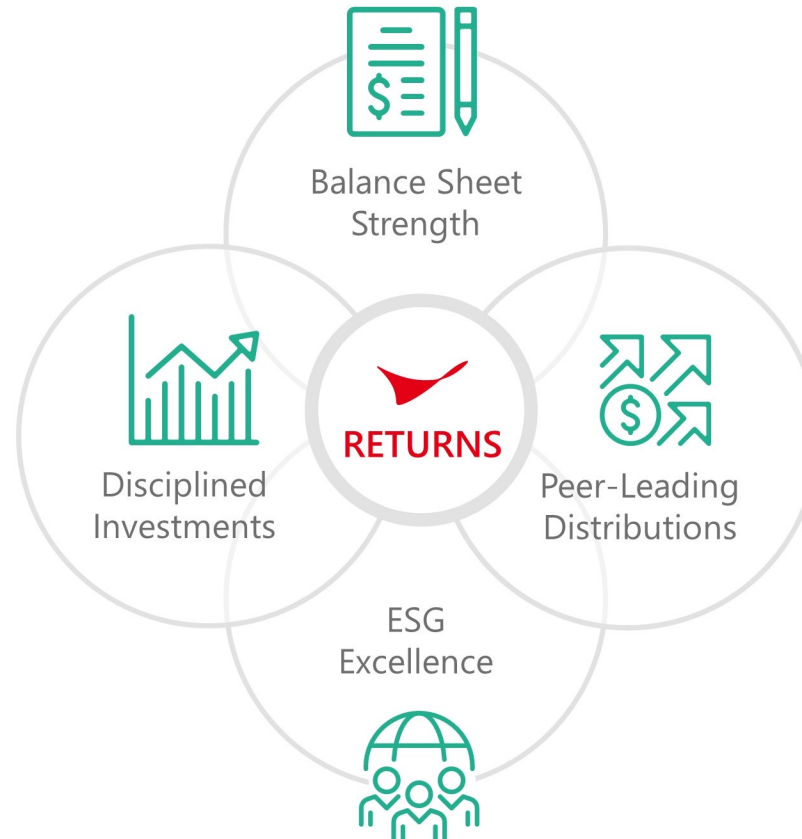 $
Balance Sheet
Strength
Disciplined
Investments
RETURNS
$
Peer-Leading
Distributions
ESG
Excellence